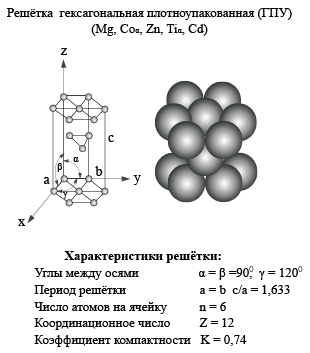 Решётка гексагональная плотноупакованная (ГПУ)
(Mg, Coα, Zn, Tiα, Cd)
z
c
α
β
a
b
y
γ
x
Характеристики решётки:
Углы между осями α = β =90⁰, γ = 120⁰
Период решётки a = b c/a = 1,633
Число атомов на ячейку n = 6
Координационное число Z = 12
Коэффициент компактности K = 0,74